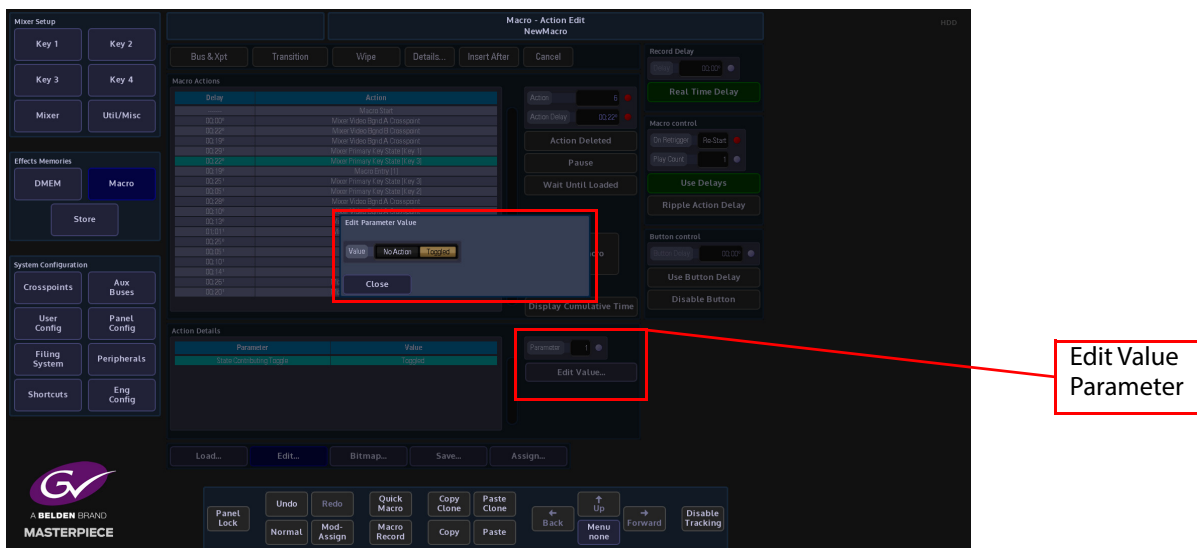 Mixer Setup
Key 1
Key 2
Key 3
Key 4
Mixer
Util/Misc
Effects Memories
DMEM
Macro
Store
System Configuration
Crosspoints
Aux
Buses
User
Config
Panel
Config
Filing
System
Peripherals
Shortcuts
Eng
Config
GV
A BELDEN BRAND
MASTERPIECE
Macro - Action Edit
NewMacro
HDD
Bus & Xpt
Transition
Wipe
Details...
Insert After
Cancel
Macro Actions
Delay
Action
Macro Start
Mixer Video Bgnd A Crosspoint
Mixer Video Bgnd B Crosspoint
Mixer Video Bgnd A Crosspoint
Mixer Primary Key State [Key 1]
Mixer Primary Key State [Key 3]
Macro Entry [1]
Mixer Primary Key State [Key 3]
Mixer Primary Key State [Key 2]
Mixer Video Bgnd A Crosspoint
Edit Parameter Value
Value
No Action
Toggled
Close
Action
6
Action Delay
Action Deleted
Pause
Wait Until Loaded
Display Cumulative Time
Record Delay
Delay
Real Time Delay
Macro control
On Retrigger
Re-Start
Play Count
1
Use Delays
Ripple Action Delay
Button control
Button Delay
Use Button Delay
Disable Button
Action Details
Parameter
Value
State Contributing Toggle
Toggled
Parameter
1
Edit Value...
Load...
Edit...
Bitmap...
Save...
Assign...
Panel
Lock
Undo
Redo
Normal
Mod-
Assign
Quick
Macro
Macro
Record
Copy
Clone
Paste
Clone
Copy
Paste
←
Back
↑
Up
Menu
none
→
Forward
Disable
Tracking
Edit Value
Parameter